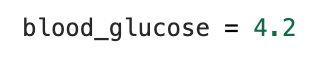 blood_glucose = 4.2